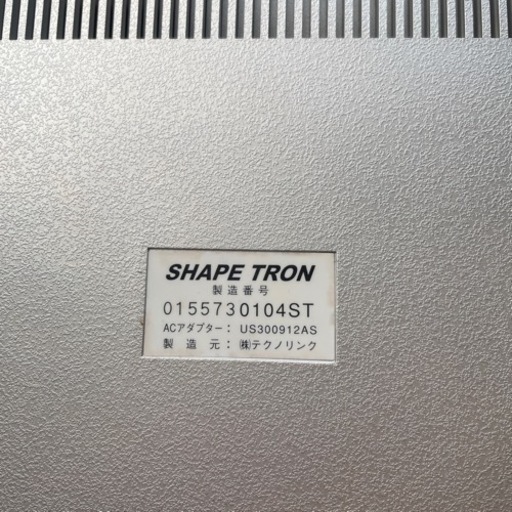 SHAPE TRON
製造番号
0155730104ST
ACアダプター: US300912AS
製造元: ㈱テクノリンク